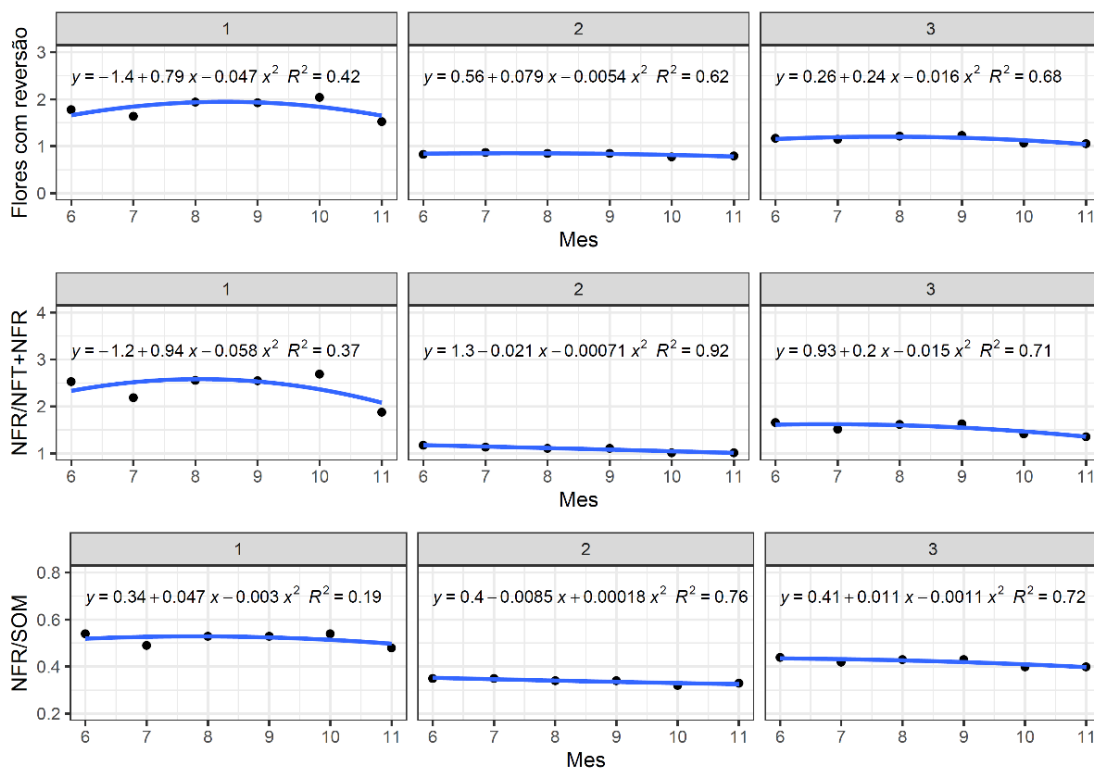 1 2 3
Flores com reversão
3
2
1
0
y = −1.4 + 0.79 x − 0.047 x² R² = 0.42
y = 0.56 + 0.079 x − 0.0054 x² R² = 0.62
y = 0.26 + 0.24 x − 0.016 x² R² = 0.68
6 7 8 9 10 11 6 7 8 9 10 11 6 7 8 9 10 11
Mes
1 2 3
NFR/NFT+NFR
4
3
2
1
y = −1.2 + 0.94 x − 0.058 x² R² = 0.37
y = 1.3 − 0.021 x − 0.00071 x² R² = 0.92
y = 0.93 + 0.2 x − 0.015 x² R² = 0.71
6 7 8 9 10 11 6 7 8 9 10 11 6 7 8 9 10 11
Mes
1 2 3
NFR/SOM
0.8
0.6
0.4
0.2
y = 0.34 + 0.047 x − 0.003 x² R² = 0.19
y = 0.4 − 0.0085 x + 0.00018 x² R² = 0.76
y = 0.41 + 0.011 x − 0.0011 x² R² = 0.72
6 7 8 9 10 11 6 7 8 9 10 11 6 7 8 9 10 11
Mes